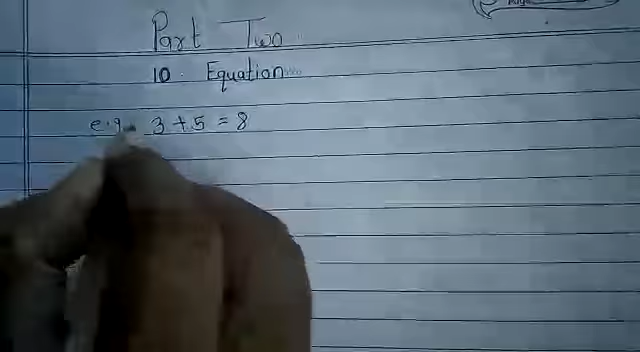 Part Two
10. Equation
e.g. 3 + 5 = 8